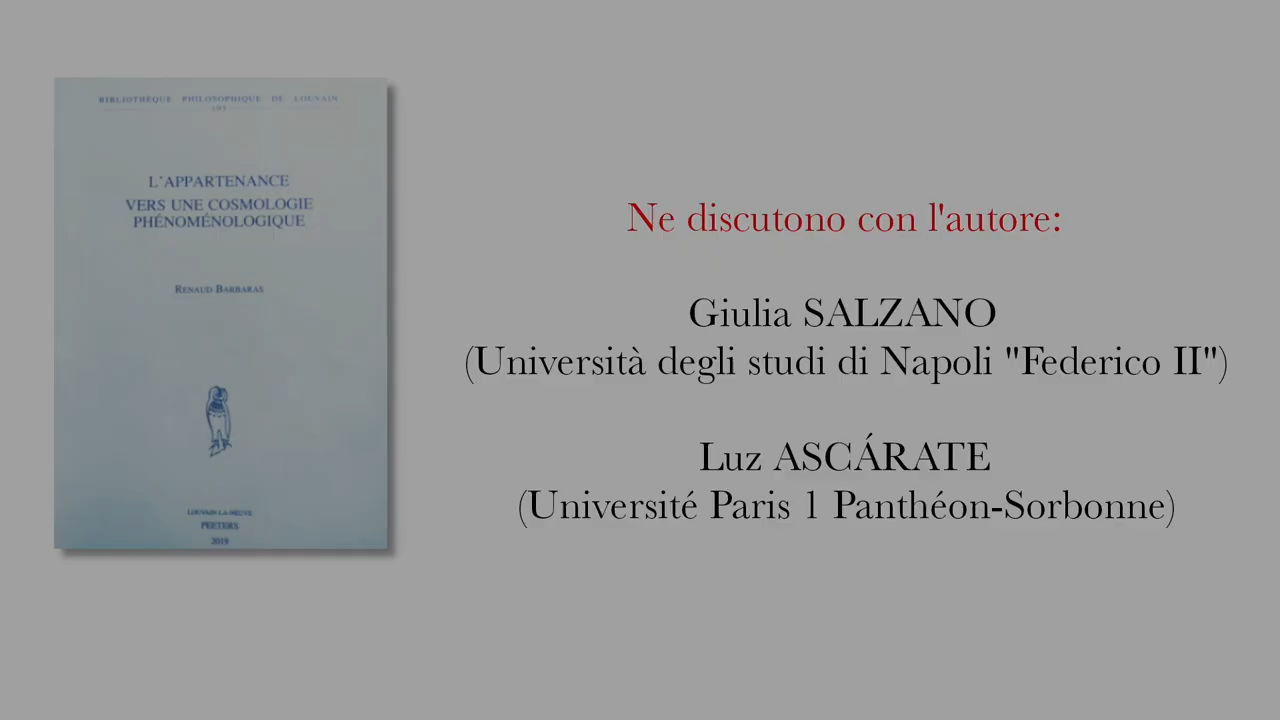 BIBLIOTHÈQUE PHILOSOPHIQUE DE LOUVAIN
L'APPARTENANCE
VERS UNE COSMOLOGIE
PHÉNOMÉNOLOGIQUE
RENAUD BARBARAS
LOUVAIN-LA-NEUVE
PEETERS
2019
Ne discutono con l'autore:
Giulia SALZANO
(Università degli studi di Napoli "Federico II")
Luz ASCÁRATE
(Université Paris 1 Panthéon-Sorbonne)